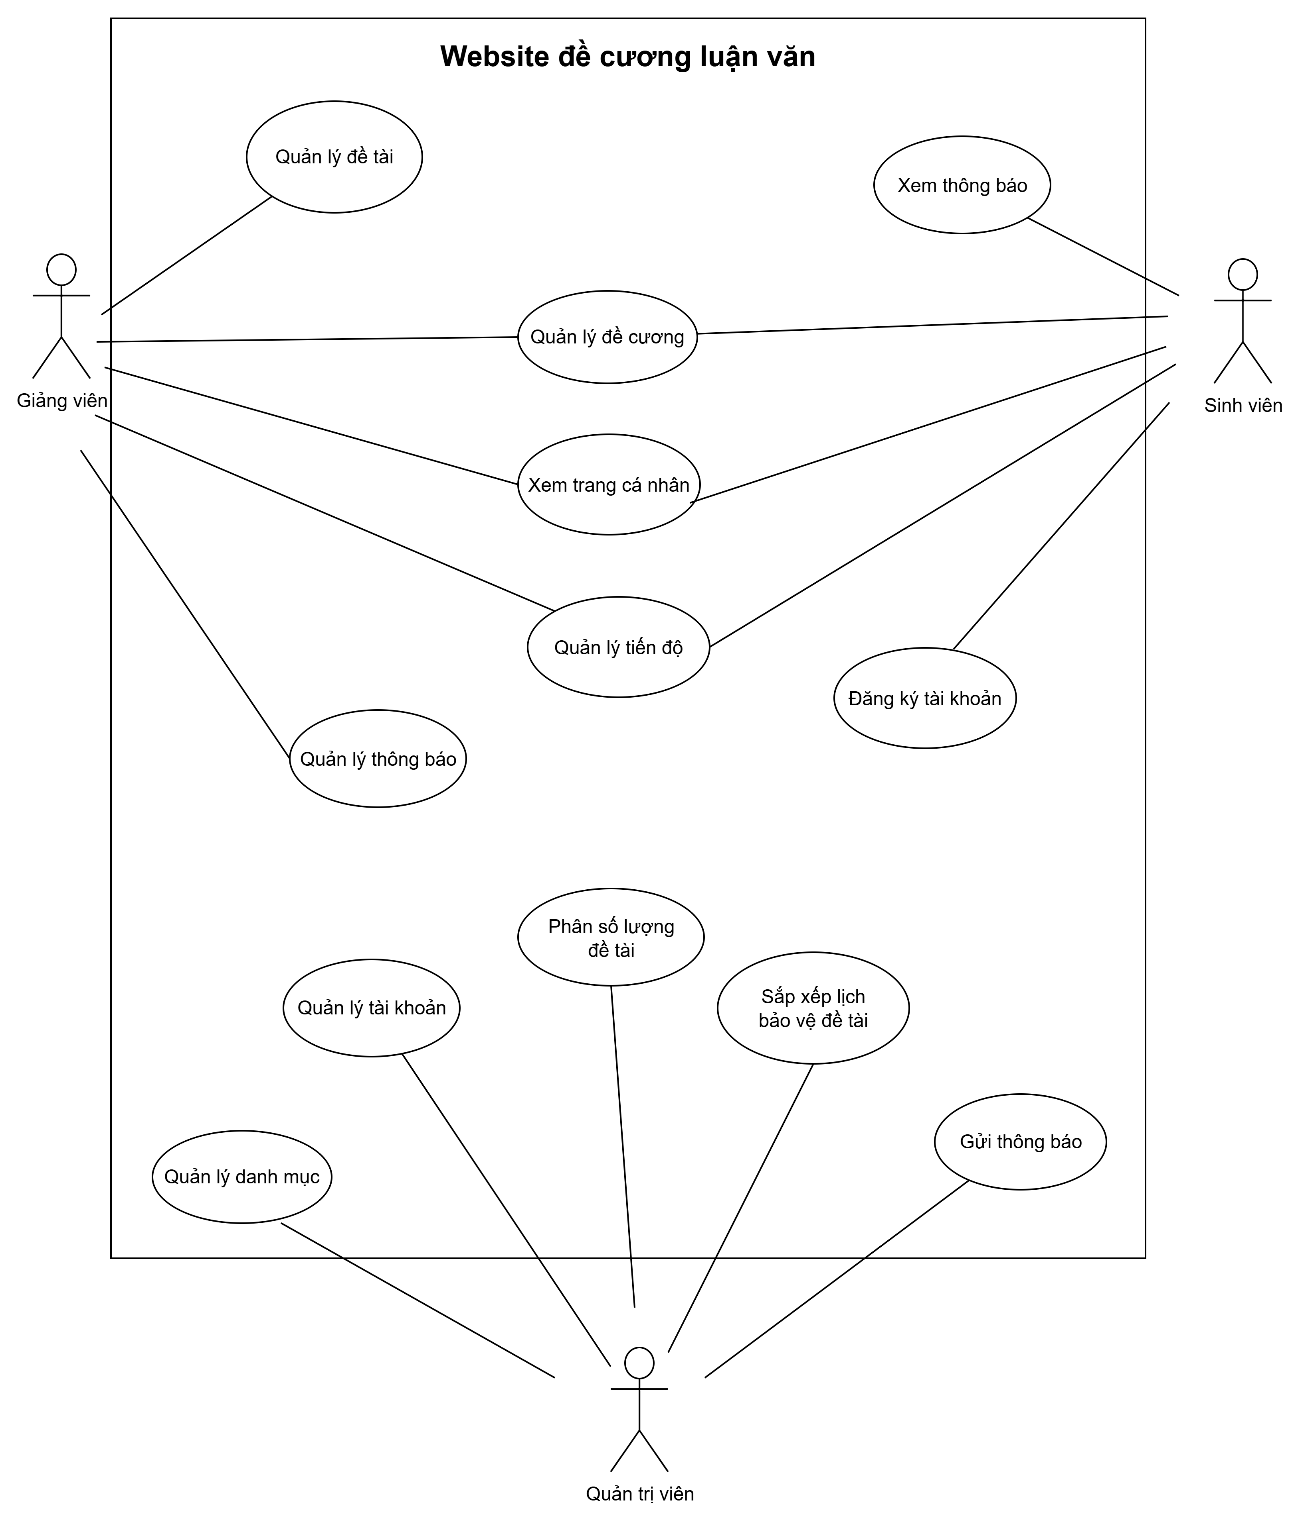 Website đề cương luận văn
Quản lý đề tài
Xem thông báo
Quản lý đề cương
Giảng viên
Sinh viên
Xem trang cá nhân
Quản lý tiến độ
Đăng ký tài khoản
Quản lý thông báo
Phân số lượng
đề tài
Quản lý tài khoản
Sắp xếp lịch
bảo vệ đề tài
Gửi thông báo
Quản lý danh mục
Quản trị viên